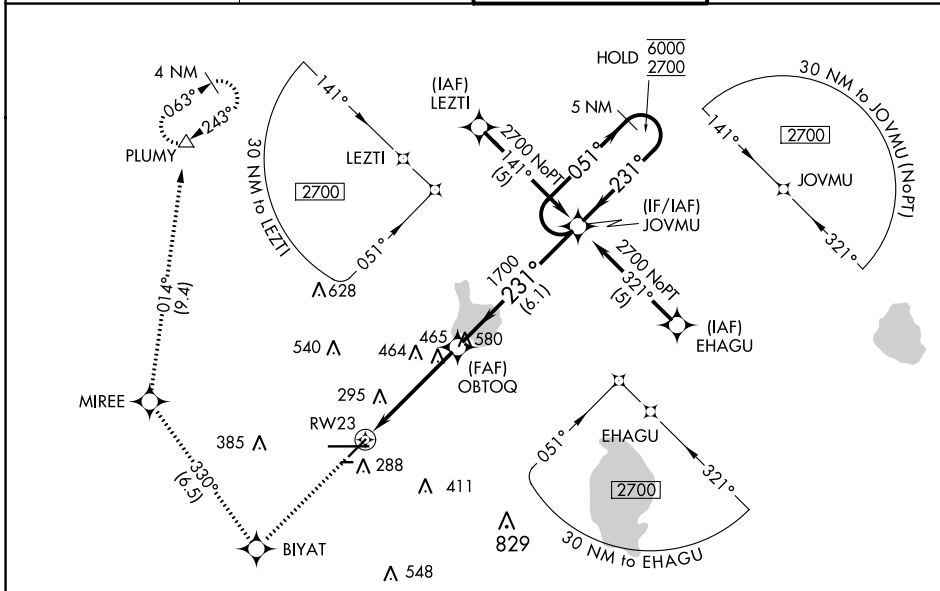 4 NM
063°
243°
PLUMY
141°
LEZTI
30 NM to LEZTI
2700
051°
(IAF)
LEZTI
2700 NoPT
141°
(5)
HOLD
6000
2700
5 NM
051°
231°
(IF/IAF)
JOVMU
30 NM to JOVMU (NoPT)
141°
2700
JOVMU
321°
2700 NoPT
321°
(5)
(IAF)
EHAGU
1700
231°
(6.1)
014°
(9.4)
628
540
464
465
580
(FAF)
OBTOQ
295
MIREE
RW23
385
288
330°
(6.5)
411
BIYAT
829
548
EHAGU
051°
321°
2700
30 NM to EHAGU